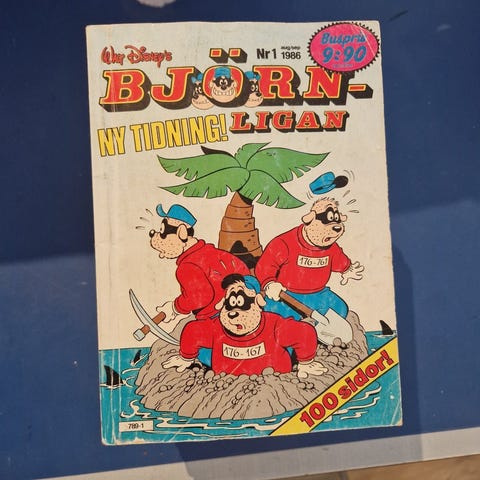 Walt Disney's
Nr 1 aug/sep 1986
Buspris
9:90
BJÖRN-
LIGAN
NY TIDNING!
176-761
176-167
100 sidor!
789-1